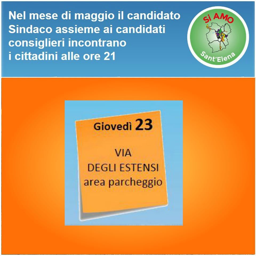 Nel mese di maggio il candidato
Sindaco assieme ai candidati
consiglieri incontrano
i cittadini alle ore 21
SI AMO
Sant'Elena
Giovedì 23
VIA
DEGLI ESTENSI
area parcheggio